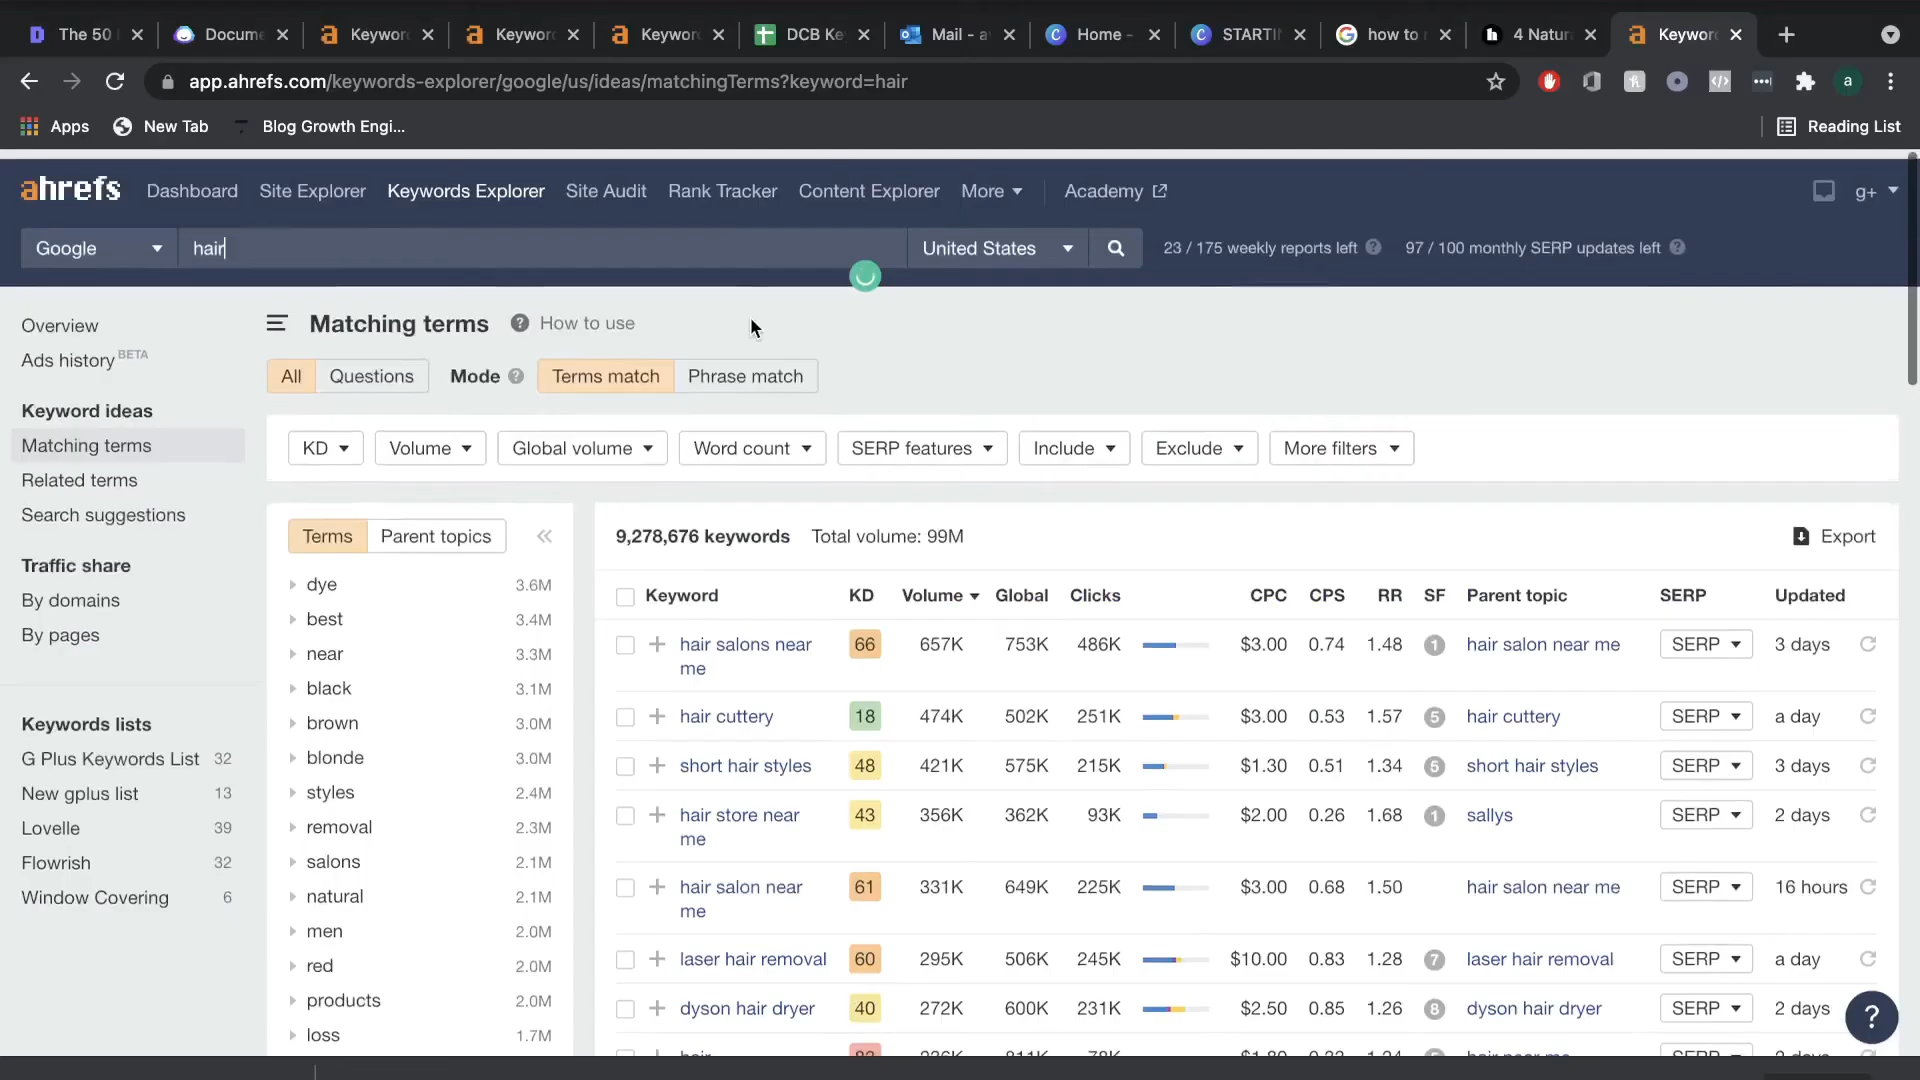 The 50
Docume
Keywor
Keywor
Keywor
DCB Ke
Mail - a
Home -
STARTI
how to
4 Natur
Keywor
app.ahrefs.com/keywords-explorer/google/us/ideas/matchingTerms?keyword=hair
a
Apps
New Tab
Blog Growth Engi...
Reading List
ahrefs
Dashboard
Site Explorer
Keywords Explorer
Site Audit
Rank Tracker
Content Explorer
More
Academy
g+
Google
hair
United States
23 / 175 weekly reports left
97 / 100 monthly SERP updates left
Overview
Ads history BETA
Keyword ideas
Matching terms
Related terms
Search suggestions
Traffic share
By domains
By pages
Keywords lists
G Plus Keywords List 32
New gplus list 13
Lovelle 39
Flowrish 32
Window Covering 6
Matching terms
How to use
All
Questions
Mode
Terms match
Phrase match
KD
Volume
Global volume
Word count
SERP features
Include
Exclude
More filters
Terms
Parent topics
dye 3.6M
best 3.4M
near 3.3M
black 3.1M
brown 3.0M
blonde 3.0M
styles 2.4M
removal 2.3M
salons 2.1M
natural 2.1M
men 2.0M
red 2.0M
products 2.0M
loss 1.7M
9,278,676 keywords Total volume: 99M
Export
Keyword KD Volume Global Clicks CPC CPS RR SF Parent topic SERP Updated
hair salons near 66 657K 753K 486K $3.00 0.74 1.48 1 hair salon near me SERP 3 days
me
hair cuttery 18 474K 502K 251K $3.00 0.53 1.57 5 hair cuttery SERP a day
short hair styles 48 421K 575K 215K $1.30 0.51 1.34 5 short hair styles SERP 3 days
hair store near 43 356K 362K 93K $2.00 0.26 1.68 1 sallys SERP 2 days
me
hair salon near 61 331K 649K 225K $3.00 0.68 1.50 hair salon near me SERP 16 hours
me
laser hair removal 60 295K 506K 245K $10.00 0.83 1.28 7 laser hair removal SERP a day
dyson hair dryer 40 272K 600K 231K $2.50 0.85 1.26 8 dyson hair dryer SERP 2 days
?